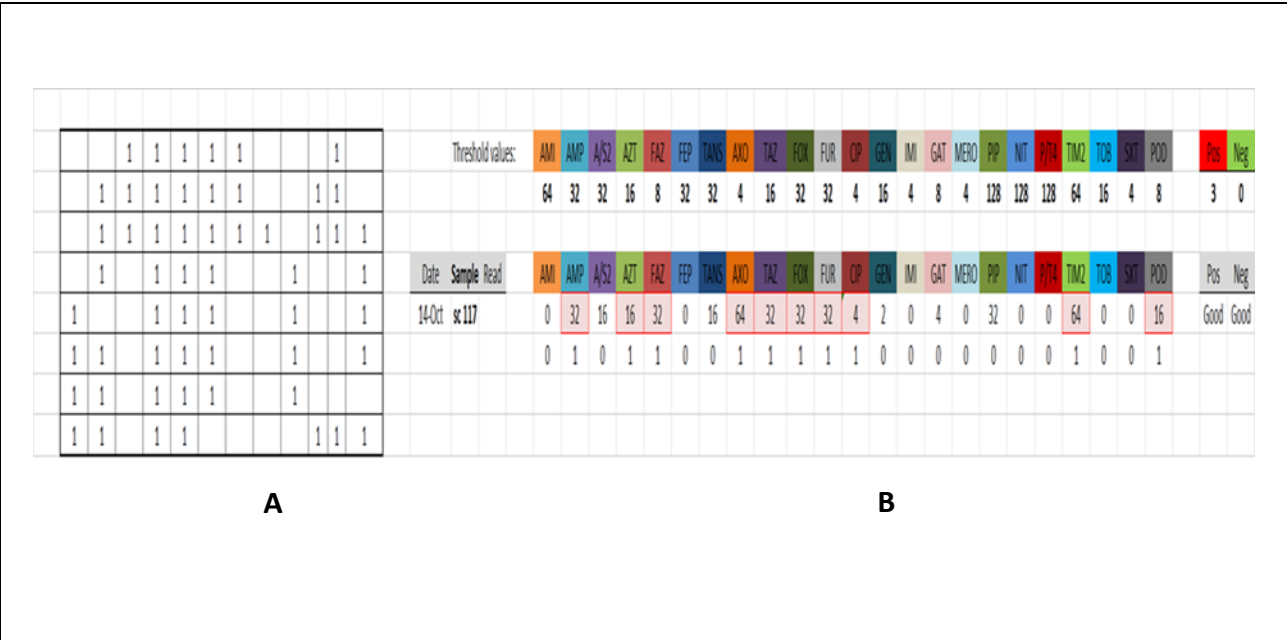 1 1 1 1 1 1
1 1 1 1 1 1 1 1
1 1 1 1 1 1 1 1 1 1
1 1 1 1 1 1
1 1 1 1 1 1
1 1 1 1 1 1 1
1 1 1 1 1 1
1 1 1 1 1 1 1
A
Threshold values: AMI AMP A/S2 AZT FAZ FEP TANS AXO TAZ FOX FUR CIP GEN IMI GAT MERO PIP NIT P/T4 TIM2 TOB SXT POD Pos Neg
64 32 32 16 8 32 32 4 16 32 32 4 16 4 8 4 128 128 128 64 16 4 8 3 0
Date Sample Read AMI AMP A/S2 AZT FAZ FEP TANS AXO TAZ FOX FUR CIP GEN IMI GAT MERO PIP NIT P/T4 TIM2 TOB SXT POD Pos Neg
14-Oct sc 117 0 32 16 16 32 0 16 64 32 32 32 4 2 0 4 0 32 0 0 64 0 0 16 Good Good
0 1 0 1 1 0 0 1 1 1 1 1 0 0 0 0 0 0 0 1 0 0 1
B